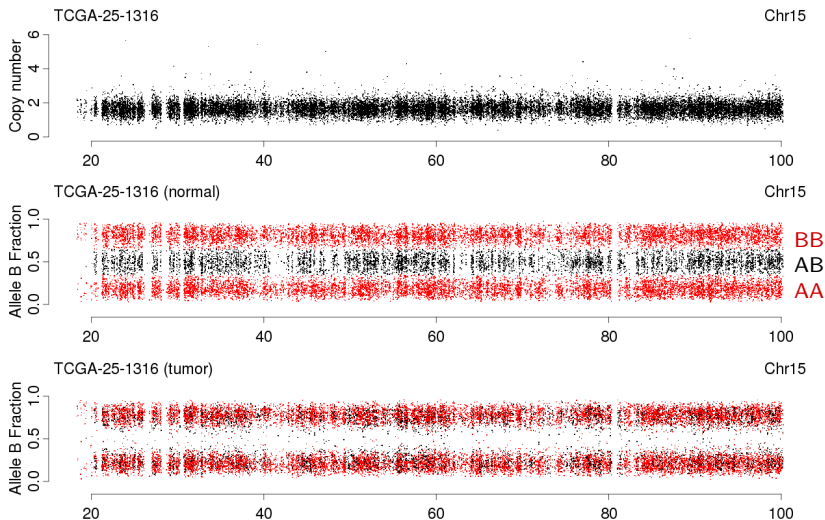 TCGA-25-1316 Chr15
Copy number
6
4
2
0
20 40 60 80 100
TCGA-25-1316 (normal) Chr15
Allele B Fraction
1.0
0.5
0.0
BB
AB
AA
20 40 60 80 100
TCGA-25-1316 (tumor) Chr15
Allele B Fraction
1.0
0.5
0.0
20 40 60 80 100